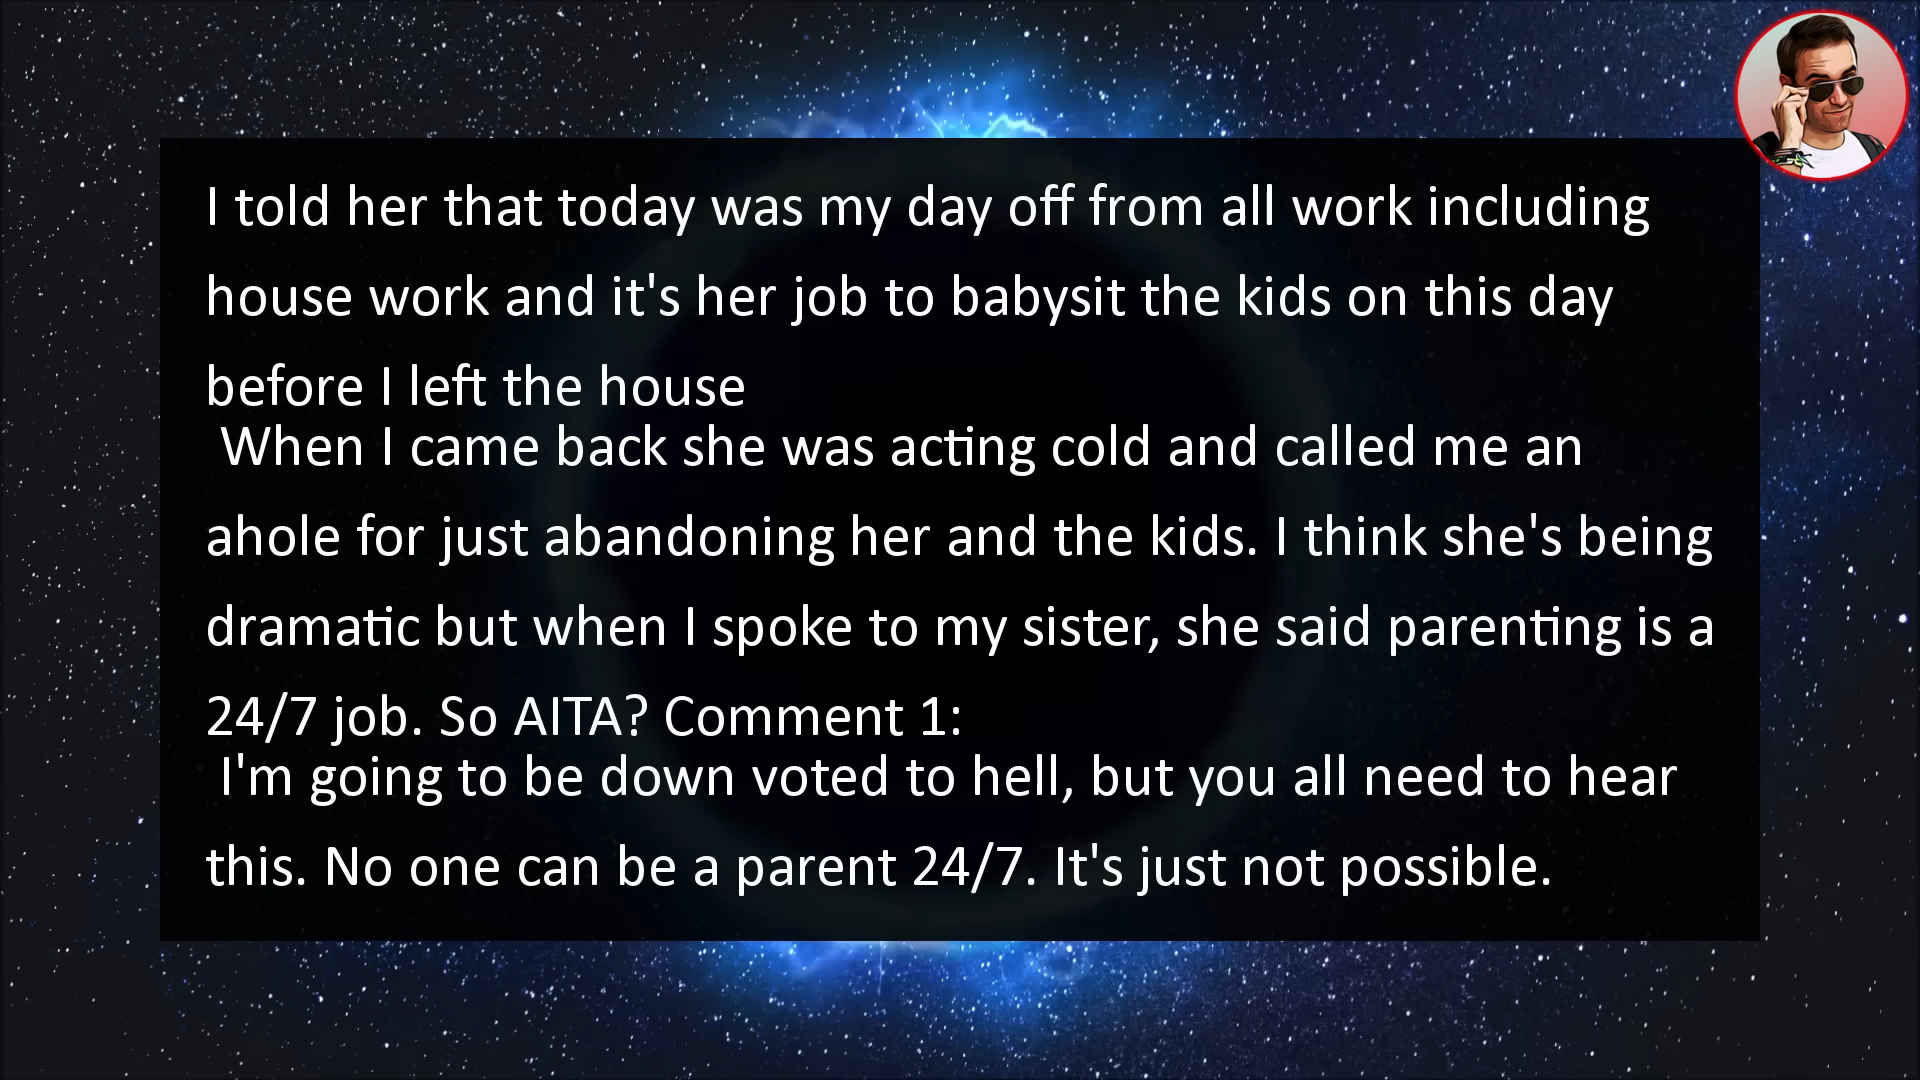 I told her that today was my day off from all work including
house work and it's her job to babysit the kids on this day
before I left the house
When I came back she was acting cold and called me an
ahole for just abandoning her and the kids. I think she's being
dramatic but when I spoke to my sister, she said parenting is a
24/7 job. So AITA? Comment 1:
I'm going to be down voted to hell, but you all need to hear
this. No one can be a parent 24/7. It's just not possible.